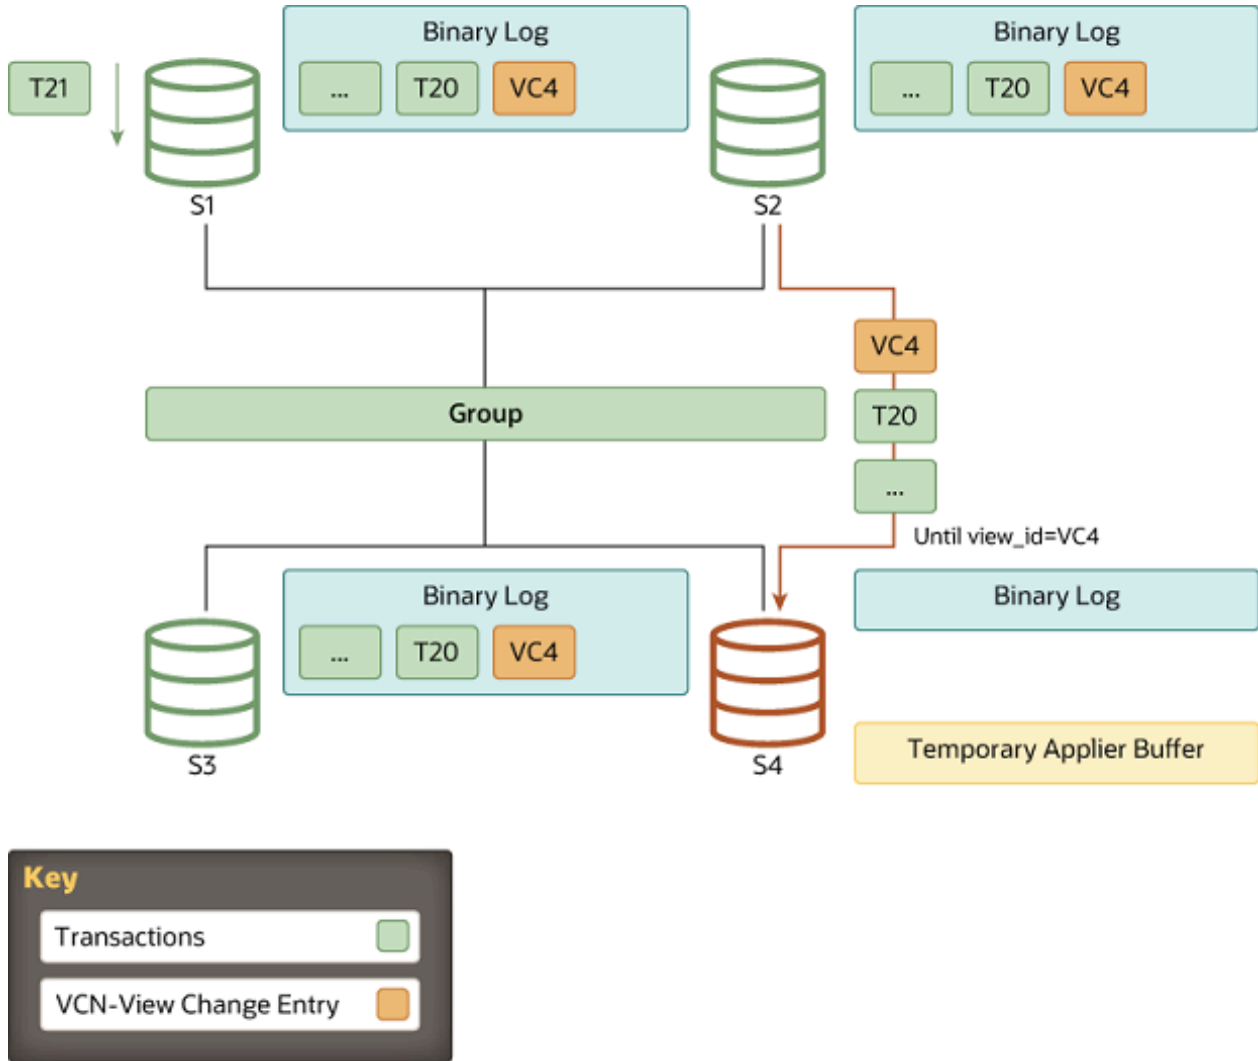 Binary Log
... T20 VC4
T21
S1
Binary Log
... T20 VC4
S2
VC4
T20
...
Until view_id=VC4
Group
Binary Log
... T20 VC4
S3
Binary Log
S4
Temporary Applier Buffer
Key
Transactions
VCN-View Change Entry